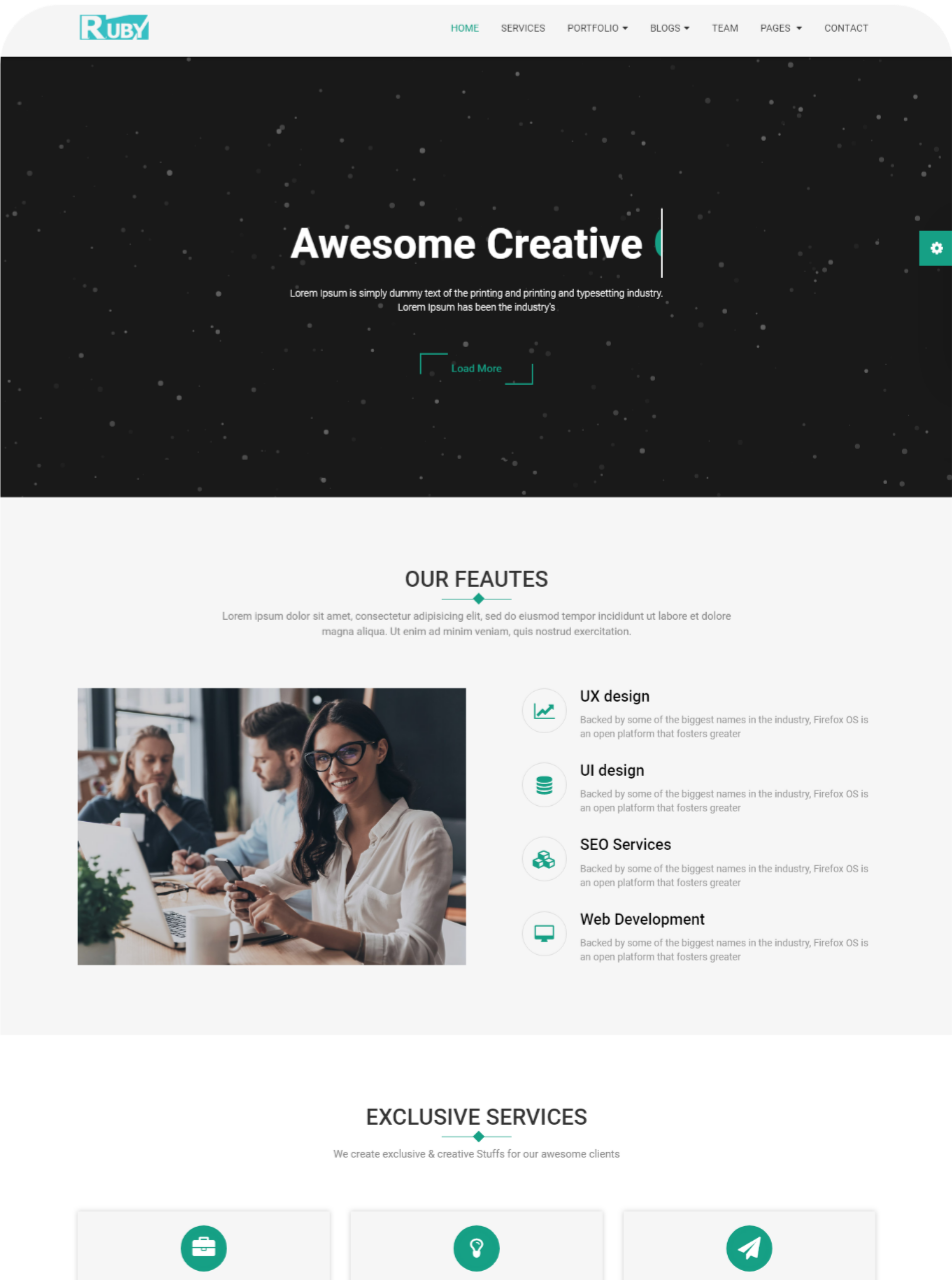 RUBY
HOME SERVICES PORTFOLIO BLOGS TEAM PAGES CONTACT
Awesome Creative
Lorem Ipsum is simply dummy text of the printing and printing and typesetting industry.
Lorem Ipsum has been the industry's
Load More
OUR FEAUTES
Lorem ipsum dolor sit amet, consectetur adipisicing elit, sed do eiusmod tempor incididunt ut labore et dolore
magna aliqua. Ut enim ad minim veniam, quis nostrud exercitation.
UX design
Backed by some of the biggest names in the industry, Firefox OS is
an open platform that fosters greater
UI design
Backed by some of the biggest names in the industry, Firefox OS is
an open platform that fosters greater
SEO Services
Backed by some of the biggest names in the industry, Firefox OS is
an open platform that fosters greater
Web Development
Backed by some of the biggest names in the industry, Firefox OS is
an open platform that fosters greater
EXCLUSIVE SERVICES
We create exclusive & creative Stuffs for our awesome clients